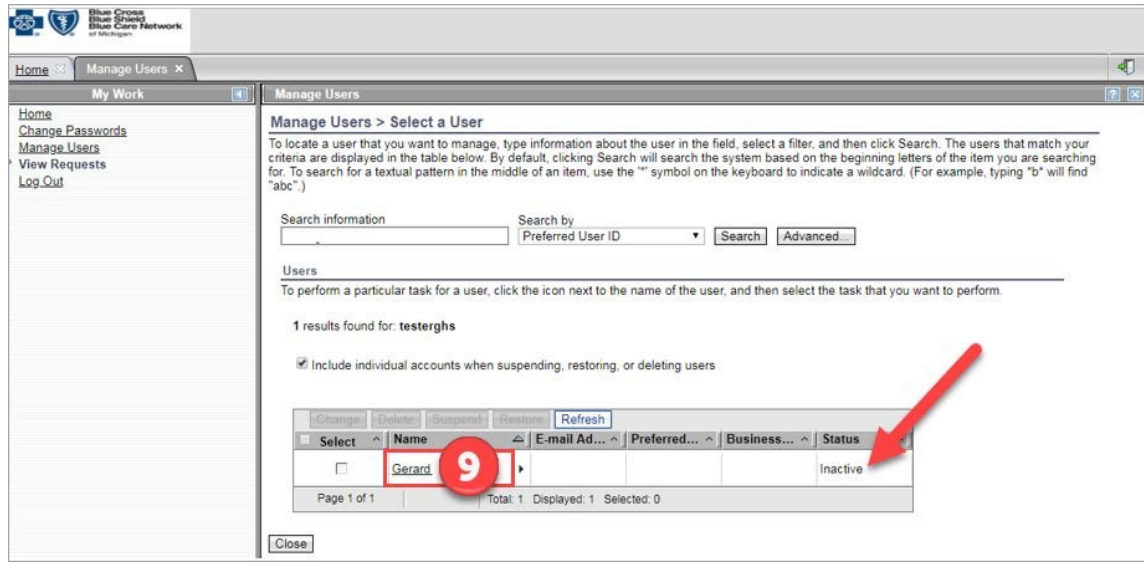 Blue Cross
Blue Shield
Blue Care Network
of Michigan
Home
Manage Users
My Work
Manage Users
Home
Change Passwords
Manage Users
View Requests
Log Out
Manage Users > Select a User
To locate a user that you want to manage, type information about the user in the field, select a filter, and then click Search. The users that match your
criteria are displayed in the table below. By default, clicking Search will search the system based on the beginning letters of the item you are searching
for. To search for a textual pattern in the middle of an item, use the "*" symbol on the keyboard to indicate a wildcard. (For example, typing *b* will find
"abc".)
Search information
Search by
Preferred User ID
Search
Advanced...
Users
To perform a particular task for a user, click the icon next to the name of the user, and then select the task that you want to perform.
1 results found for: testerghs
Include individual accounts when suspending, restoring, or deleting users
Change Delete Suspend Restore Refresh
Select Name E-mail Ad... Preferred... Business... Status
Gerard 9 Inactive
Page 1 of 1 Total: 1 Displayed: 1 Selected: 0
Close